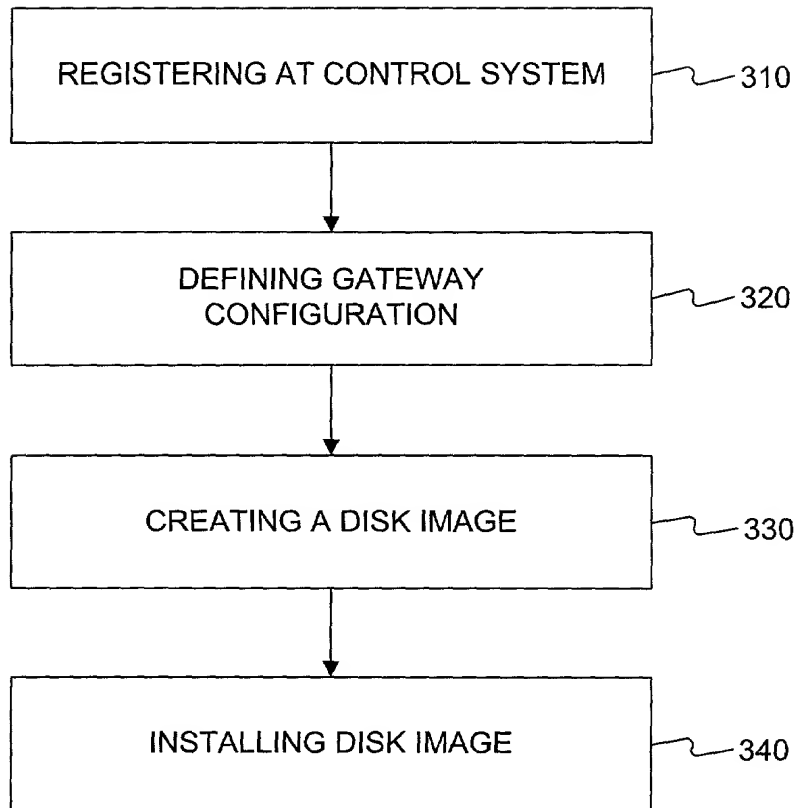 REGISTERING AT CONTROL SYSTEM
310
DEFINING GATEWAY
CONFIGURATION
320
CREATING A DISK IMAGE
330
INSTALLING DISK IMAGE
340